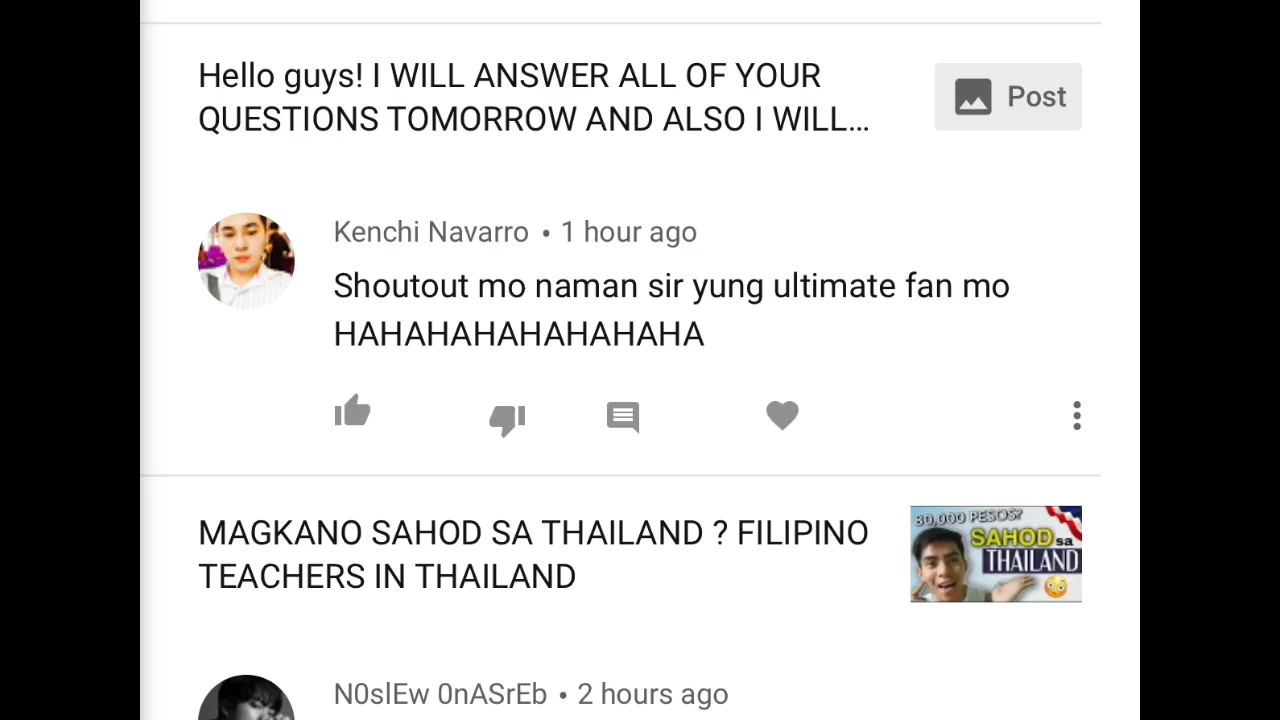 Hello guys! I WILL ANSWER ALL OF YOUR
QUESTIONS TOMORROW AND ALSO I WILL...
Post
Kenchi Navarro • 1 hour ago
Shoutout mo naman sir yung ultimate fan mo
HAHAHAHAHAHAHAHA
MAGKANO SAHOD SA THAILAND ? FILIPINO
TEACHERS IN THAILAND
30,000 PESOS?
SAHOD sa
THAILAND
N0slEw 0nASrEb • 2 hours ago